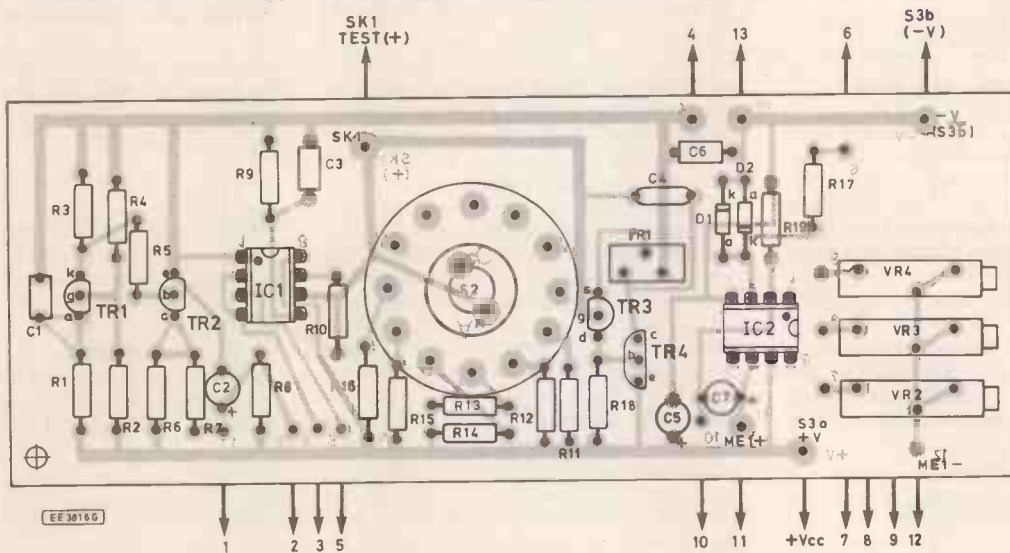 SK1
TEST(+)
4
13
6
S3b
(-V)
SK1
-V
(S3b)
C6
D2
R9
C3
R17
C4
R3
R4
k
a
D1
R19
R5
VR1
a
k
k
g
a
e
b
c
IC1
S2
s
g
d
VR4
C1
TR1
TR2
R10
TR3
IC2
VR3
c
b
e
TR4
R1
C2
R8
R16
R15
R13
R12
R18
C7
VR2
R2
R6
R7
+
R14
R11
C5
+
ME1+
S3a
+V
V+
ME1-
EE3816G
1
2
3
5
10
11
+Vcc
7
8
9
12